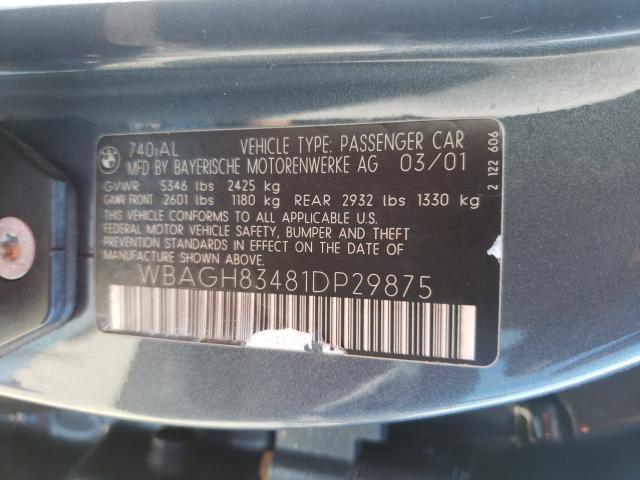 BMW
740iAL VEHICLE TYPE: PASSENGER CAR
MFD BY BAYERISCHE MOTORENWERKE AG 03/01
GVWR 5346 lbs 2425 kg
GAWR FRONT 2601 lbs 1180 kg REAR 2932 lbs 1330 kg
THIS VEHICLE CONFORMS TO ALL APPLICABLE U.S.
FEDERAL MOTOR VEHICLE SAFETY, BUMPER AND THEFT
PREVENTION STANDARDS IN EFFECT ON THE DATE OF
MANUFACTURE SHOWN ABOVE.
WBAGH83481DP29875
2 122 606